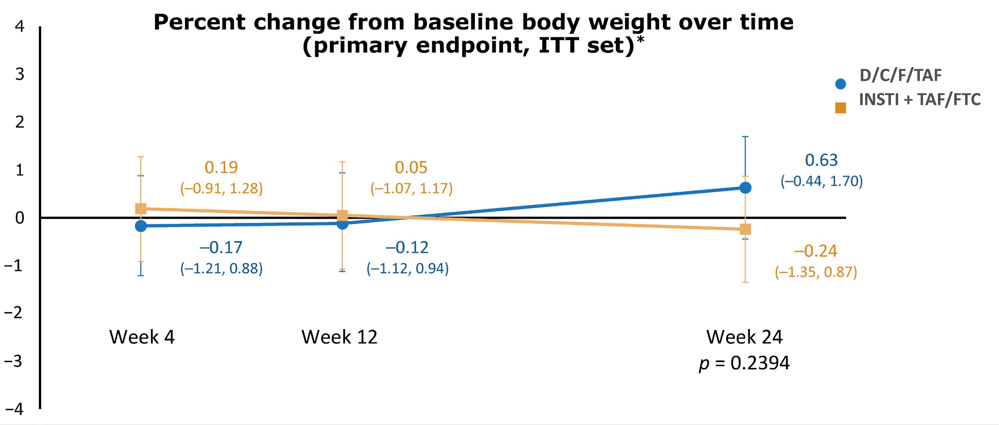 Percent change from baseline body weight over time
(primary endpoint, ITT set)*
4
3
2
1
0
−1
−2
−3
−4
D/C/F/TAF
INSTI + TAF/FTC
0.19
(–0.91, 1.28)
0.05
(–1.07, 1.17)
0.63
(–0.44, 1.70)
–0.17
(–1.21, 0.88)
–0.12
(–1.12, 0.94)
–0.24
(–1.35, 0.87)
Week 4
Week 12
Week 24
p = 0.2394